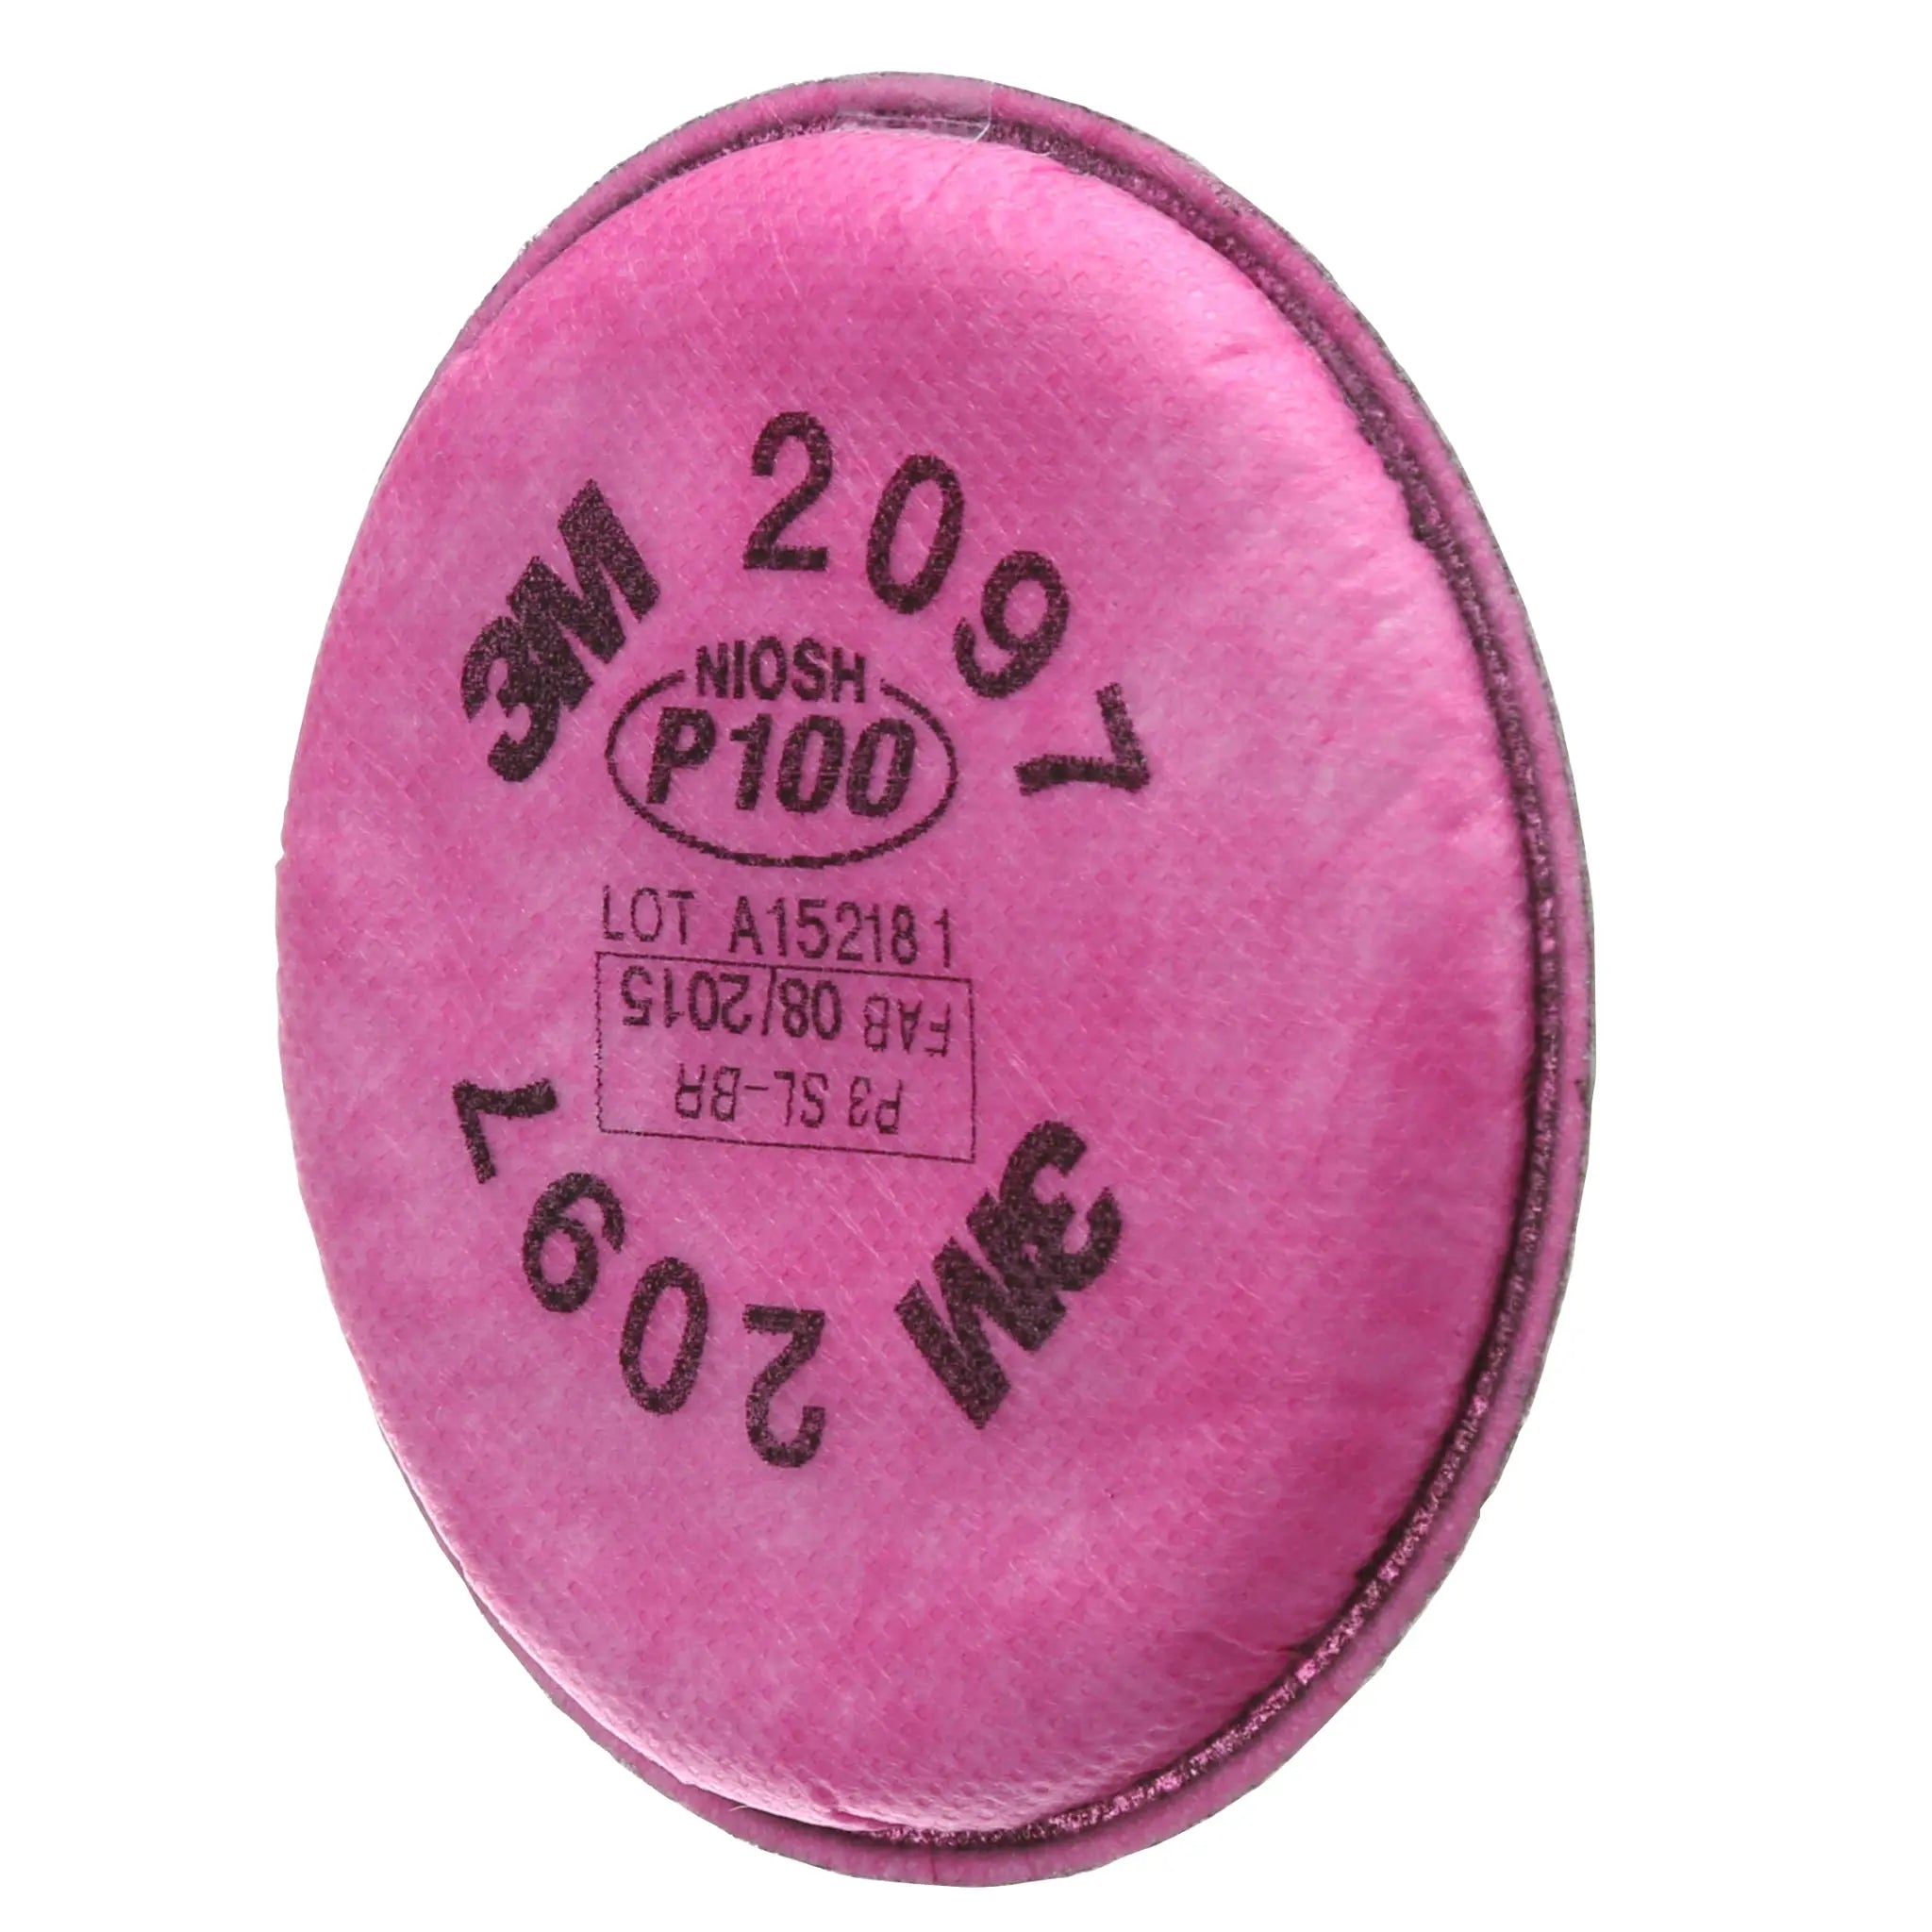 3M 2097
NIOSH
P100
LOT A152181
FAB 08/2015
P3 SL-BR
3M 2097